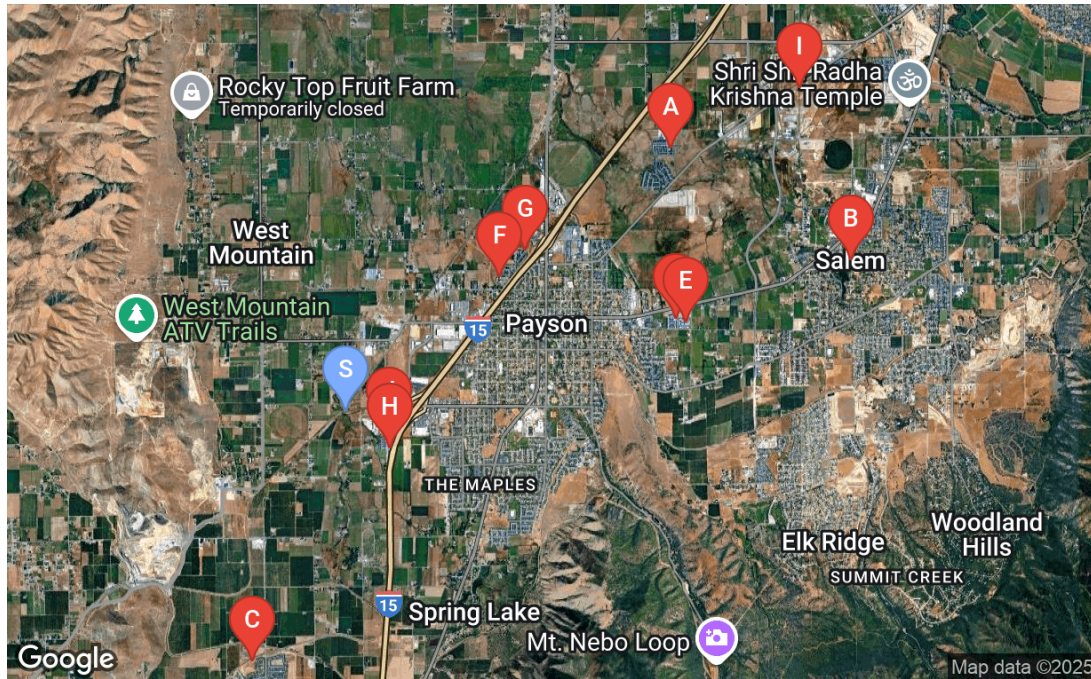 I
Shri Shri Radha
Krishna Temple
Rocky Top Fruit Farm
Temporarily closed
A
G
B
F
West
Mountain
Salem
E
West Mountain
ATV Trails
15
Payson
S
H
THE MAPLES
Woodland
Hills
Elk Ridge
SUMMIT CREEK
15
Spring Lake
C
Mt. Nebo Loop
Google
Map data ©2025